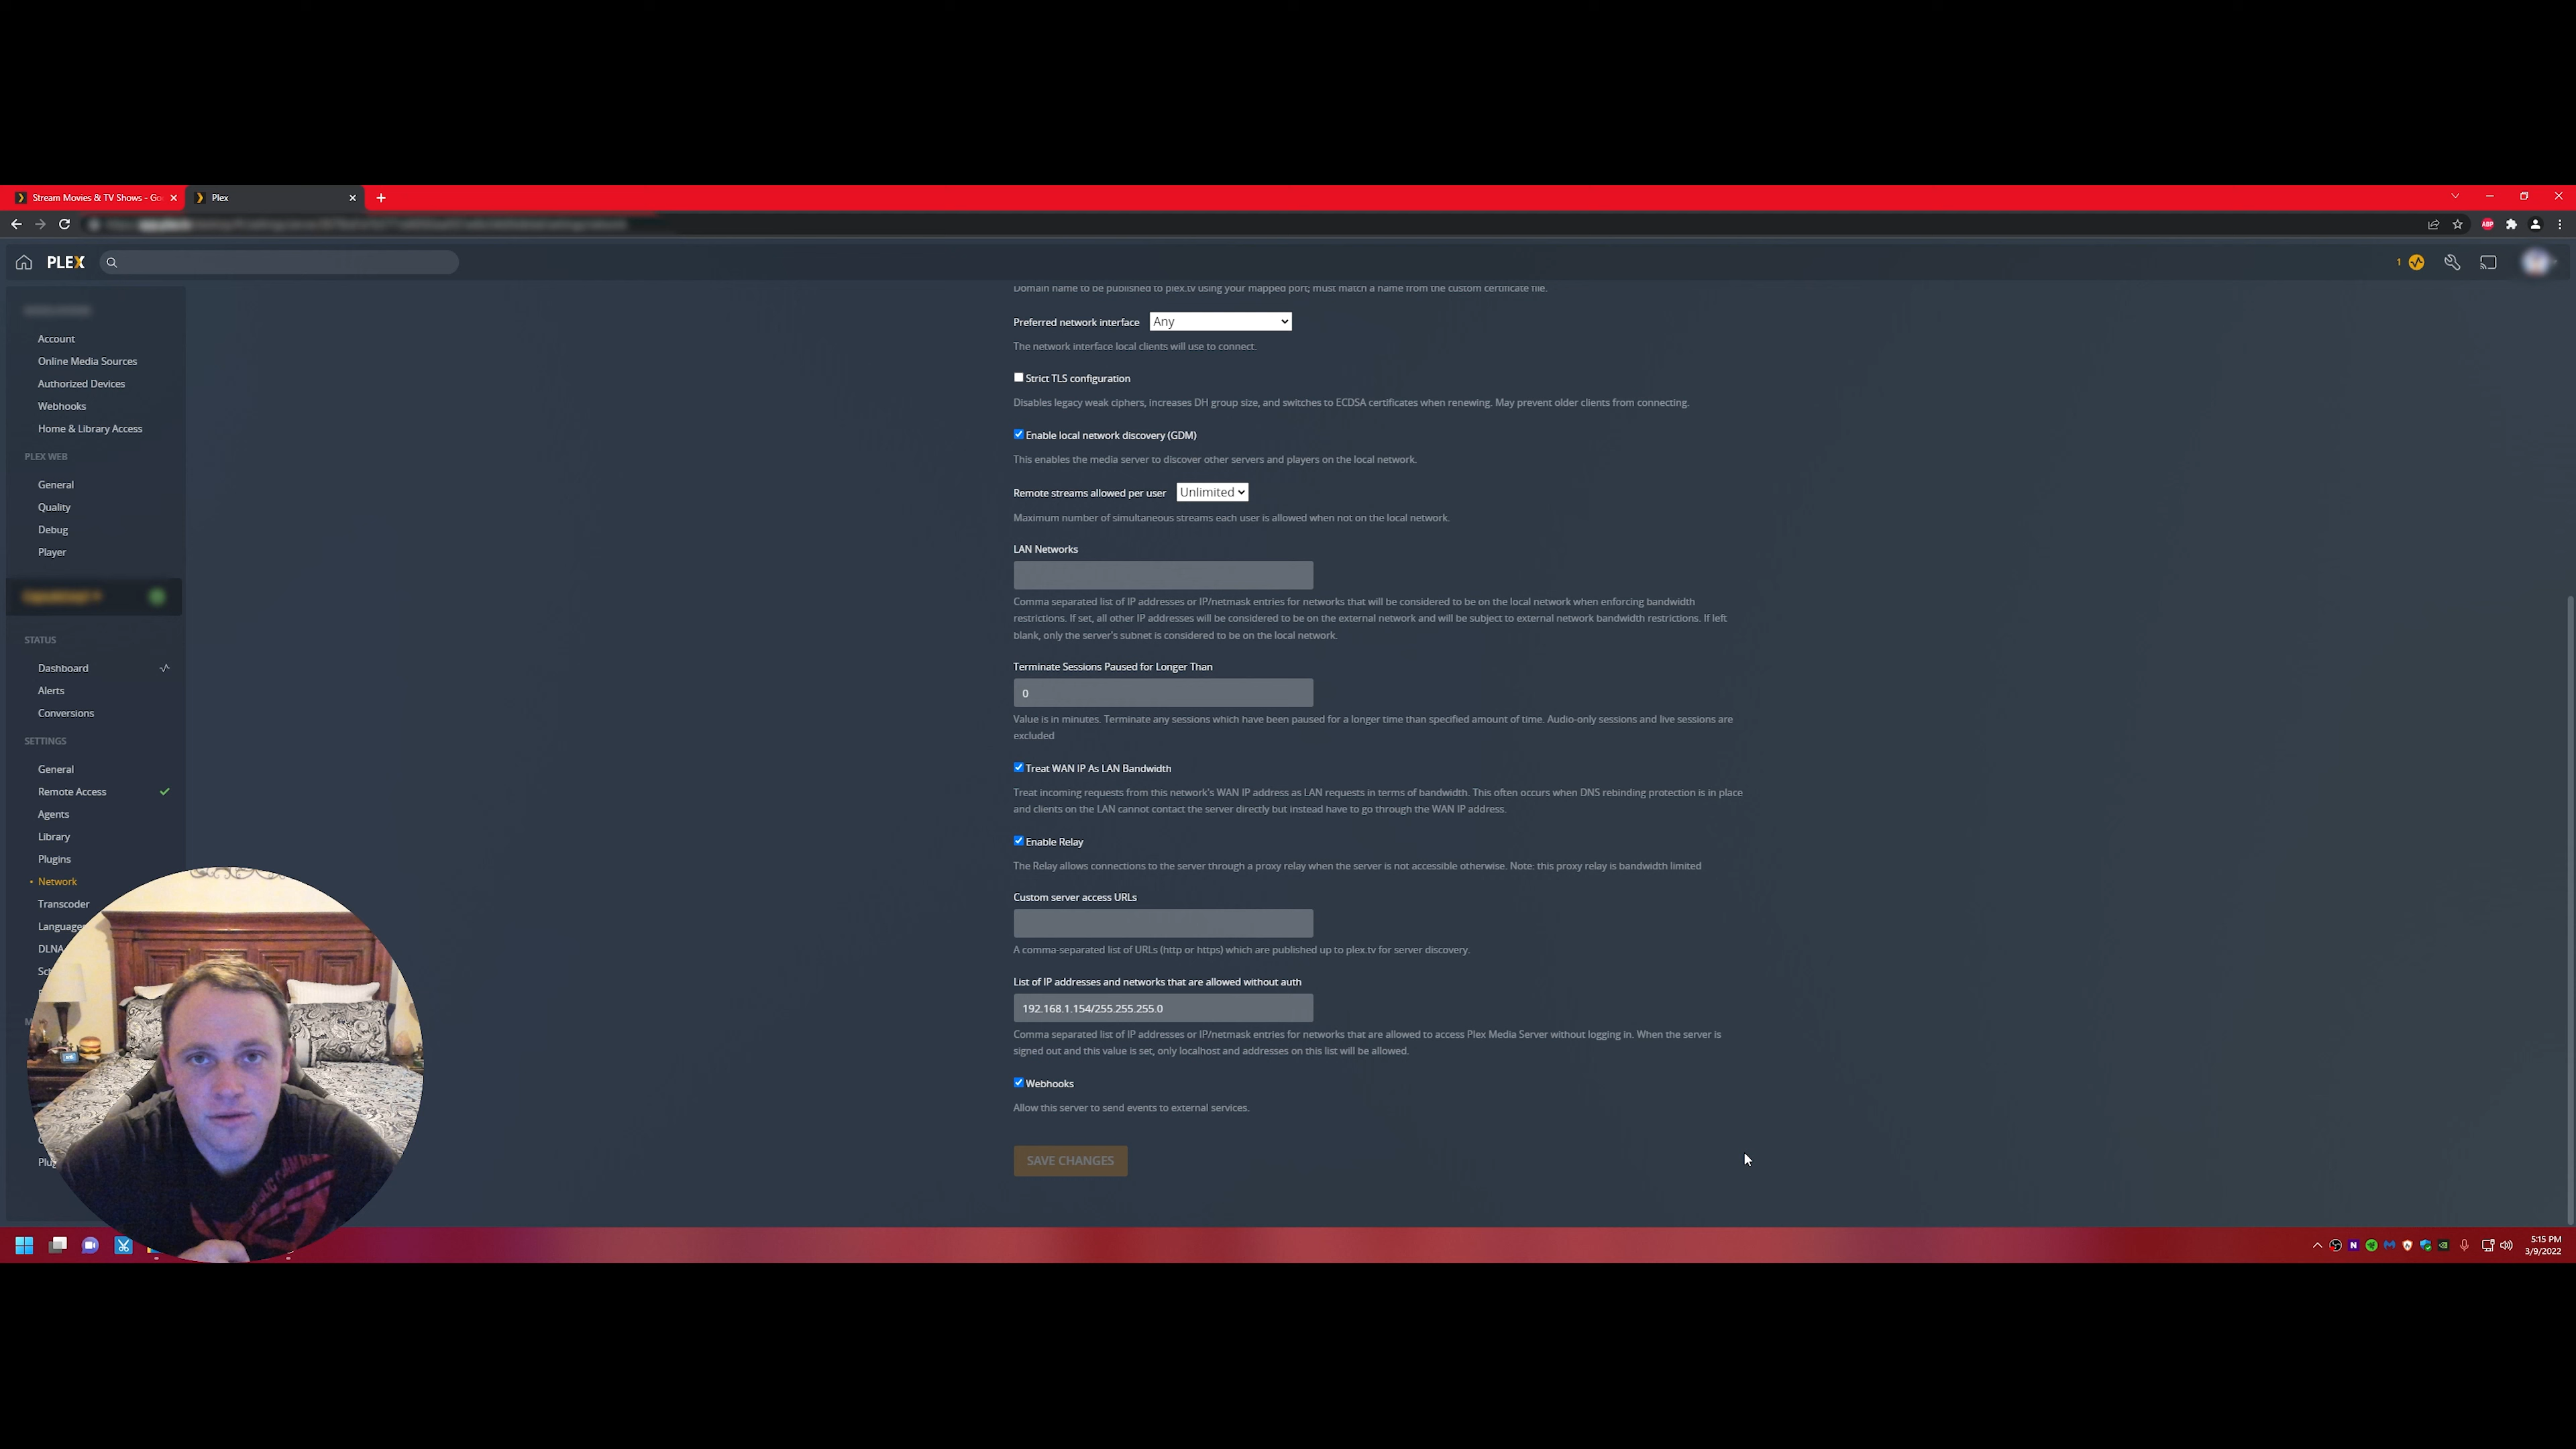 Stream Movies & TV Shows - Go
Plex
PLEX
1
Account
Online Media Sources
Authorized Devices
Webhooks
Home & Library Access
PLEX WEB
General
Quality
Debug
Player
STATUS
Dashboard
Alerts
Conversions
SETTINGS
General
Remote Access
Agents
Library
Plugins
Network
Transcoder
Languages
DLNA
Domain name to be published to plex.tv using your mapped port; must match a name from the custom certificate file.
Preferred network interface Any
The network interface local clients will use to connect.
Strict TLS configuration
Disables legacy weak ciphers, increases DH group size, and switches to ECDSA certificates when renewing. May prevent older clients from connecting.
Enable local network discovery (GDM)
This enables the media server to discover other servers and players on the local network.
Remote streams allowed per user Unlimited
Maximum number of simultaneous streams each user is allowed when not on the local network.
LAN Networks
Comma separated list of IP addresses or IP/netmask entries for networks that will be considered to be on the local network when enforcing bandwidth
restrictions. If set, all other IP addresses will be considered to be on the external network and will be subject to external network bandwidth restrictions. If left
blank, only the server's subnet is considered to be on the local network.
Terminate Sessions Paused for Longer Than
0
Value is in minutes. Terminate any sessions which have been paused for a longer time than specified amount of time. Audio-only sessions and live sessions are
excluded
Treat WAN IP As LAN Bandwidth
Treat incoming requests from this network's WAN IP address as LAN requests in terms of bandwidth. This often occurs when DNS rebinding protection is in place
and clients on the LAN cannot contact the server directly but instead have to go through the WAN IP address.
Enable Relay
The Relay allows connections to the server through a proxy relay when the server is not accessible otherwise. Note: this proxy relay is bandwidth limited
Custom server access URLs
A comma-separated list of URLs (http or https) which are published up to plex.tv for server discovery.
List of IP addresses and networks that are allowed without auth
192.168.1.154/255.255.255.0
Comma separated list of IP addresses or IP/netmask entries for networks that are allowed to access Plex Media Server without logging in. When the server is
signed out and this value is set, only localhost and addresses on this list will be allowed.
Webhooks
Allow this server to send events to external services.
SAVE CHANGES
5:15 PM
3/9/2022